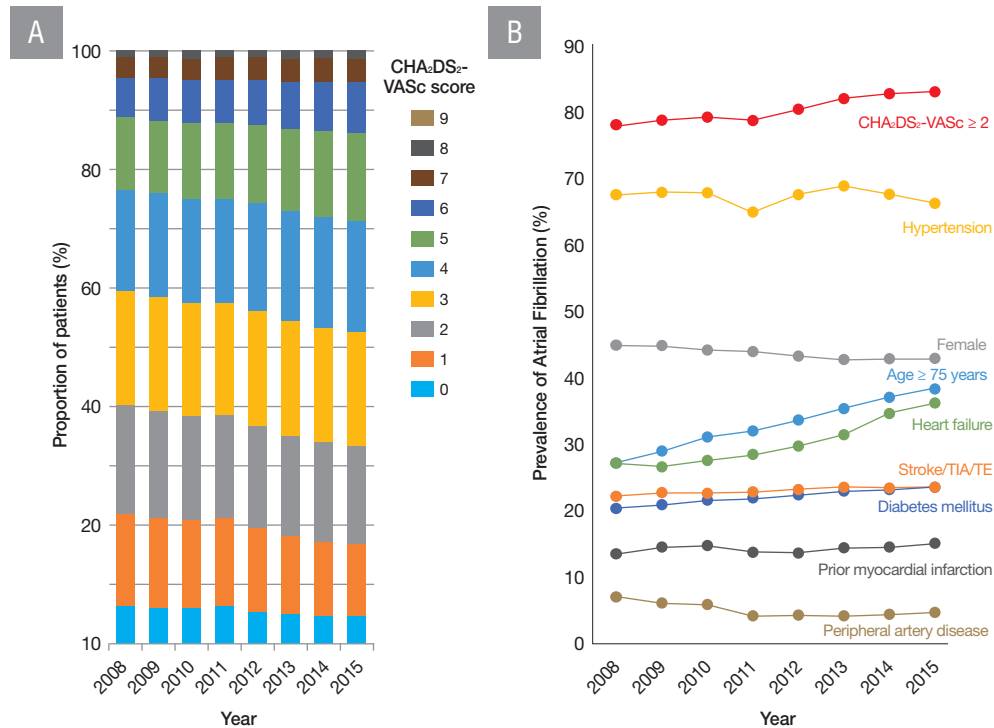 A
100
80
60
40
20
10
Proportion of patients (%)
2008
2009
2010
2011
2012
2013
2014
2015
Year
CHA₂DS₂-
VASc score
9
8
7
6
5
4
3
2
1
0
B
90
80
70
60
50
40
30
20
10
0
Prevalence of Atrial Fibrillation (%)
CHA₂DS₂-VASc ≥ 2
Hypertension
Female
Age ≥ 75 years
Heart failure
Stroke/TIA/TE
Diabetes mellitus
Prior myocardial infarction
Peripheral artery disease
2008
2009
2010
2011
2012
2013
2014
2015
Year